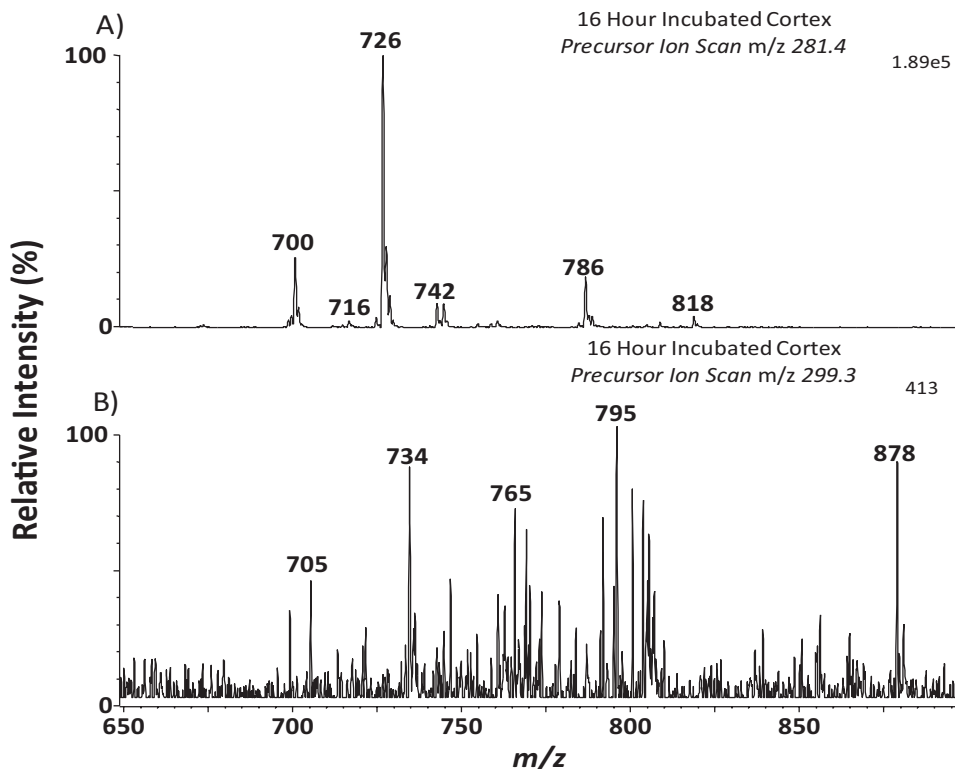 A)
16 Hour Incubated Cortex
Precursor Ion Scan m/z 281.4
1.89e5
726
100
700
716
742
786
818
0
16 Hour Incubated Cortex
Precursor Ion Scan m/z 299.3
413
B)
795
100
734
765
878
705
0
650 700 750 800 850
m/z
Relative Intensity (%)